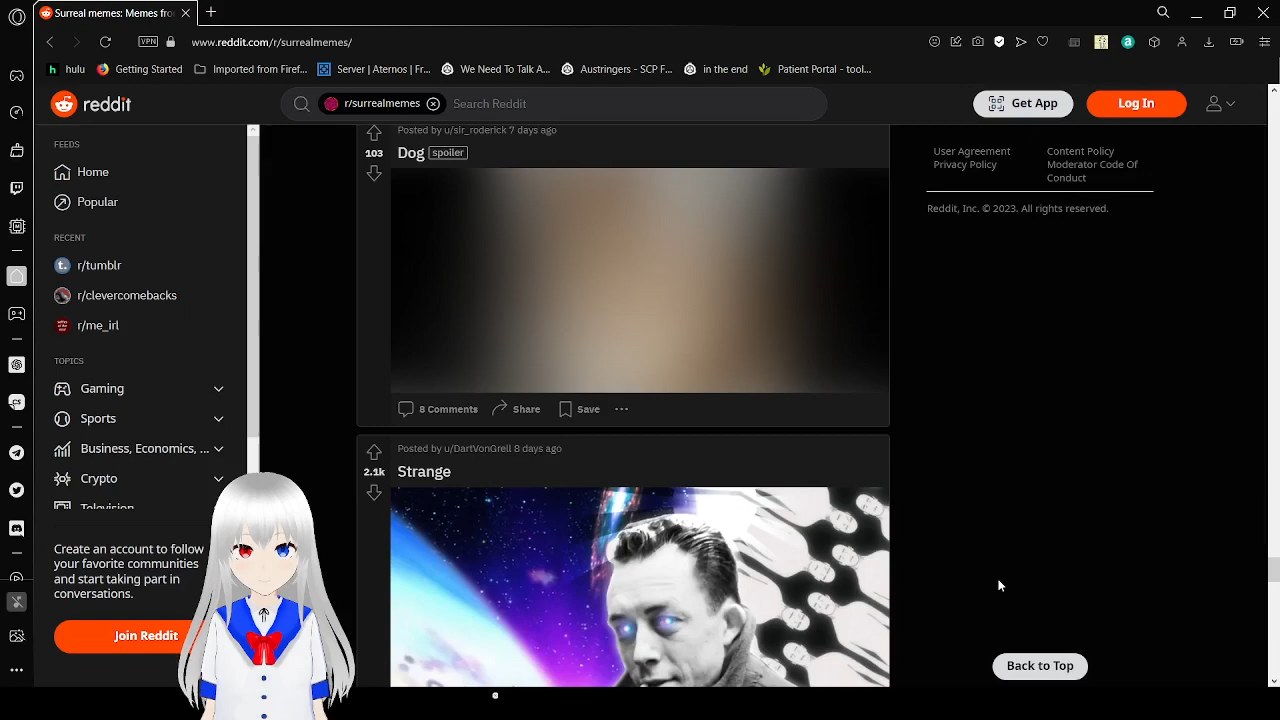 Surreal memes: Memes fro
VPN
www.reddit.com/r/surrealmemes/
hulu
Getting Started
Imported from Firef...
Server | Aternos | Fr...
We Need To Talk A...
Austringers - SCP F...
in the end
Patient Portal - tool...
reddit
r/surrealmemes
Search Reddit
Get App
Log In
FEEDS
Home
Popular
RECENT
r/tumblr
r/clevercomebacks
r/me_irl
TOPICS
Gaming
Sports
Business, Economics, ...
Crypto
Television
Create an account to follow
your favorite communities
and start taking part in
conversations.
Join Reddit
Posted by u/sir_roderick 7 days ago
103
Dog spoiler
8 Comments
Share
Save
Posted by u/DartVonGrell 8 days ago
2.1k
Strange
User Agreement
Privacy Policy
Content Policy
Moderator Code Of
Conduct
Reddit, Inc. © 2023. All rights reserved.
Back to Top